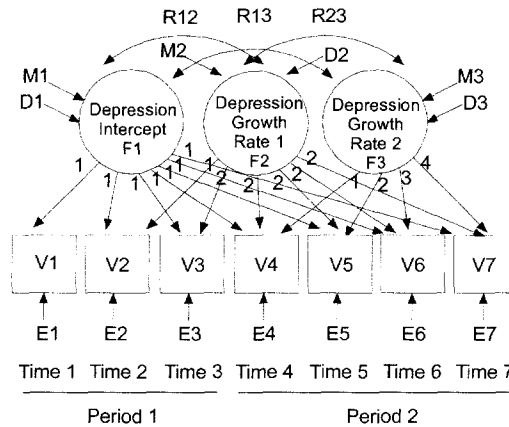 R12 R13 R23
M2 D2
M1 M3
D1 D3
Depression Intercept F1
Depression Growth Rate 1 F2
Depression Growth Rate 2 F3
1 1 1 1 1 1 1
1 2 2 2 2 2
1 2 3 4
V1 V2 V3 V4 V5 V6 V7
E1 E2 E3 E4 E5 E6 E7
Time 1 Time 2 Time 3 Time 4 Time 5 Time 6 Time 7
Period 1 Period 2